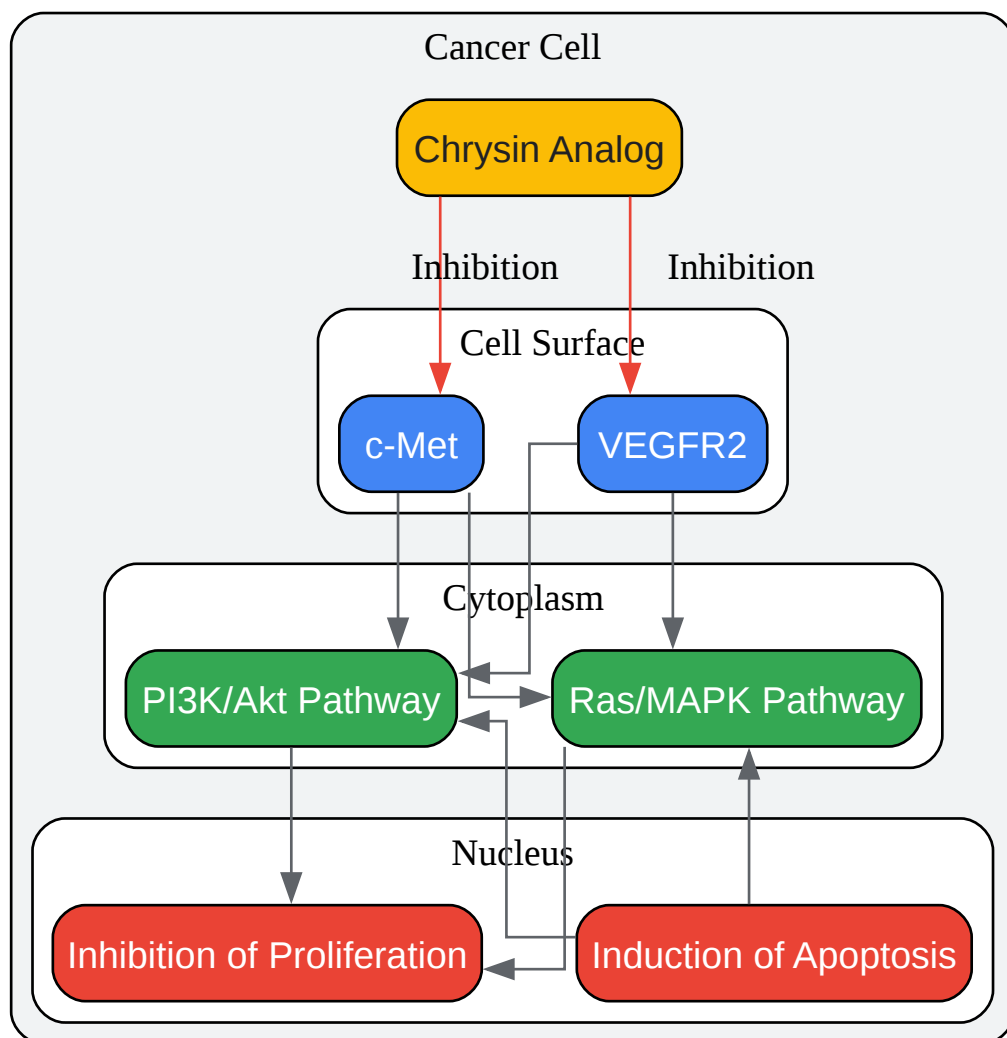 Cancer Cell
Chrysin Analog
Inhibition
Inhibition
Cell Surface
c-Met
VEGFR2
Cytoplasm
PI3K/Akt Pathway
Ras/MAPK Pathway
Nucleus
Inhibition of Proliferation
Induction of Apoptosis